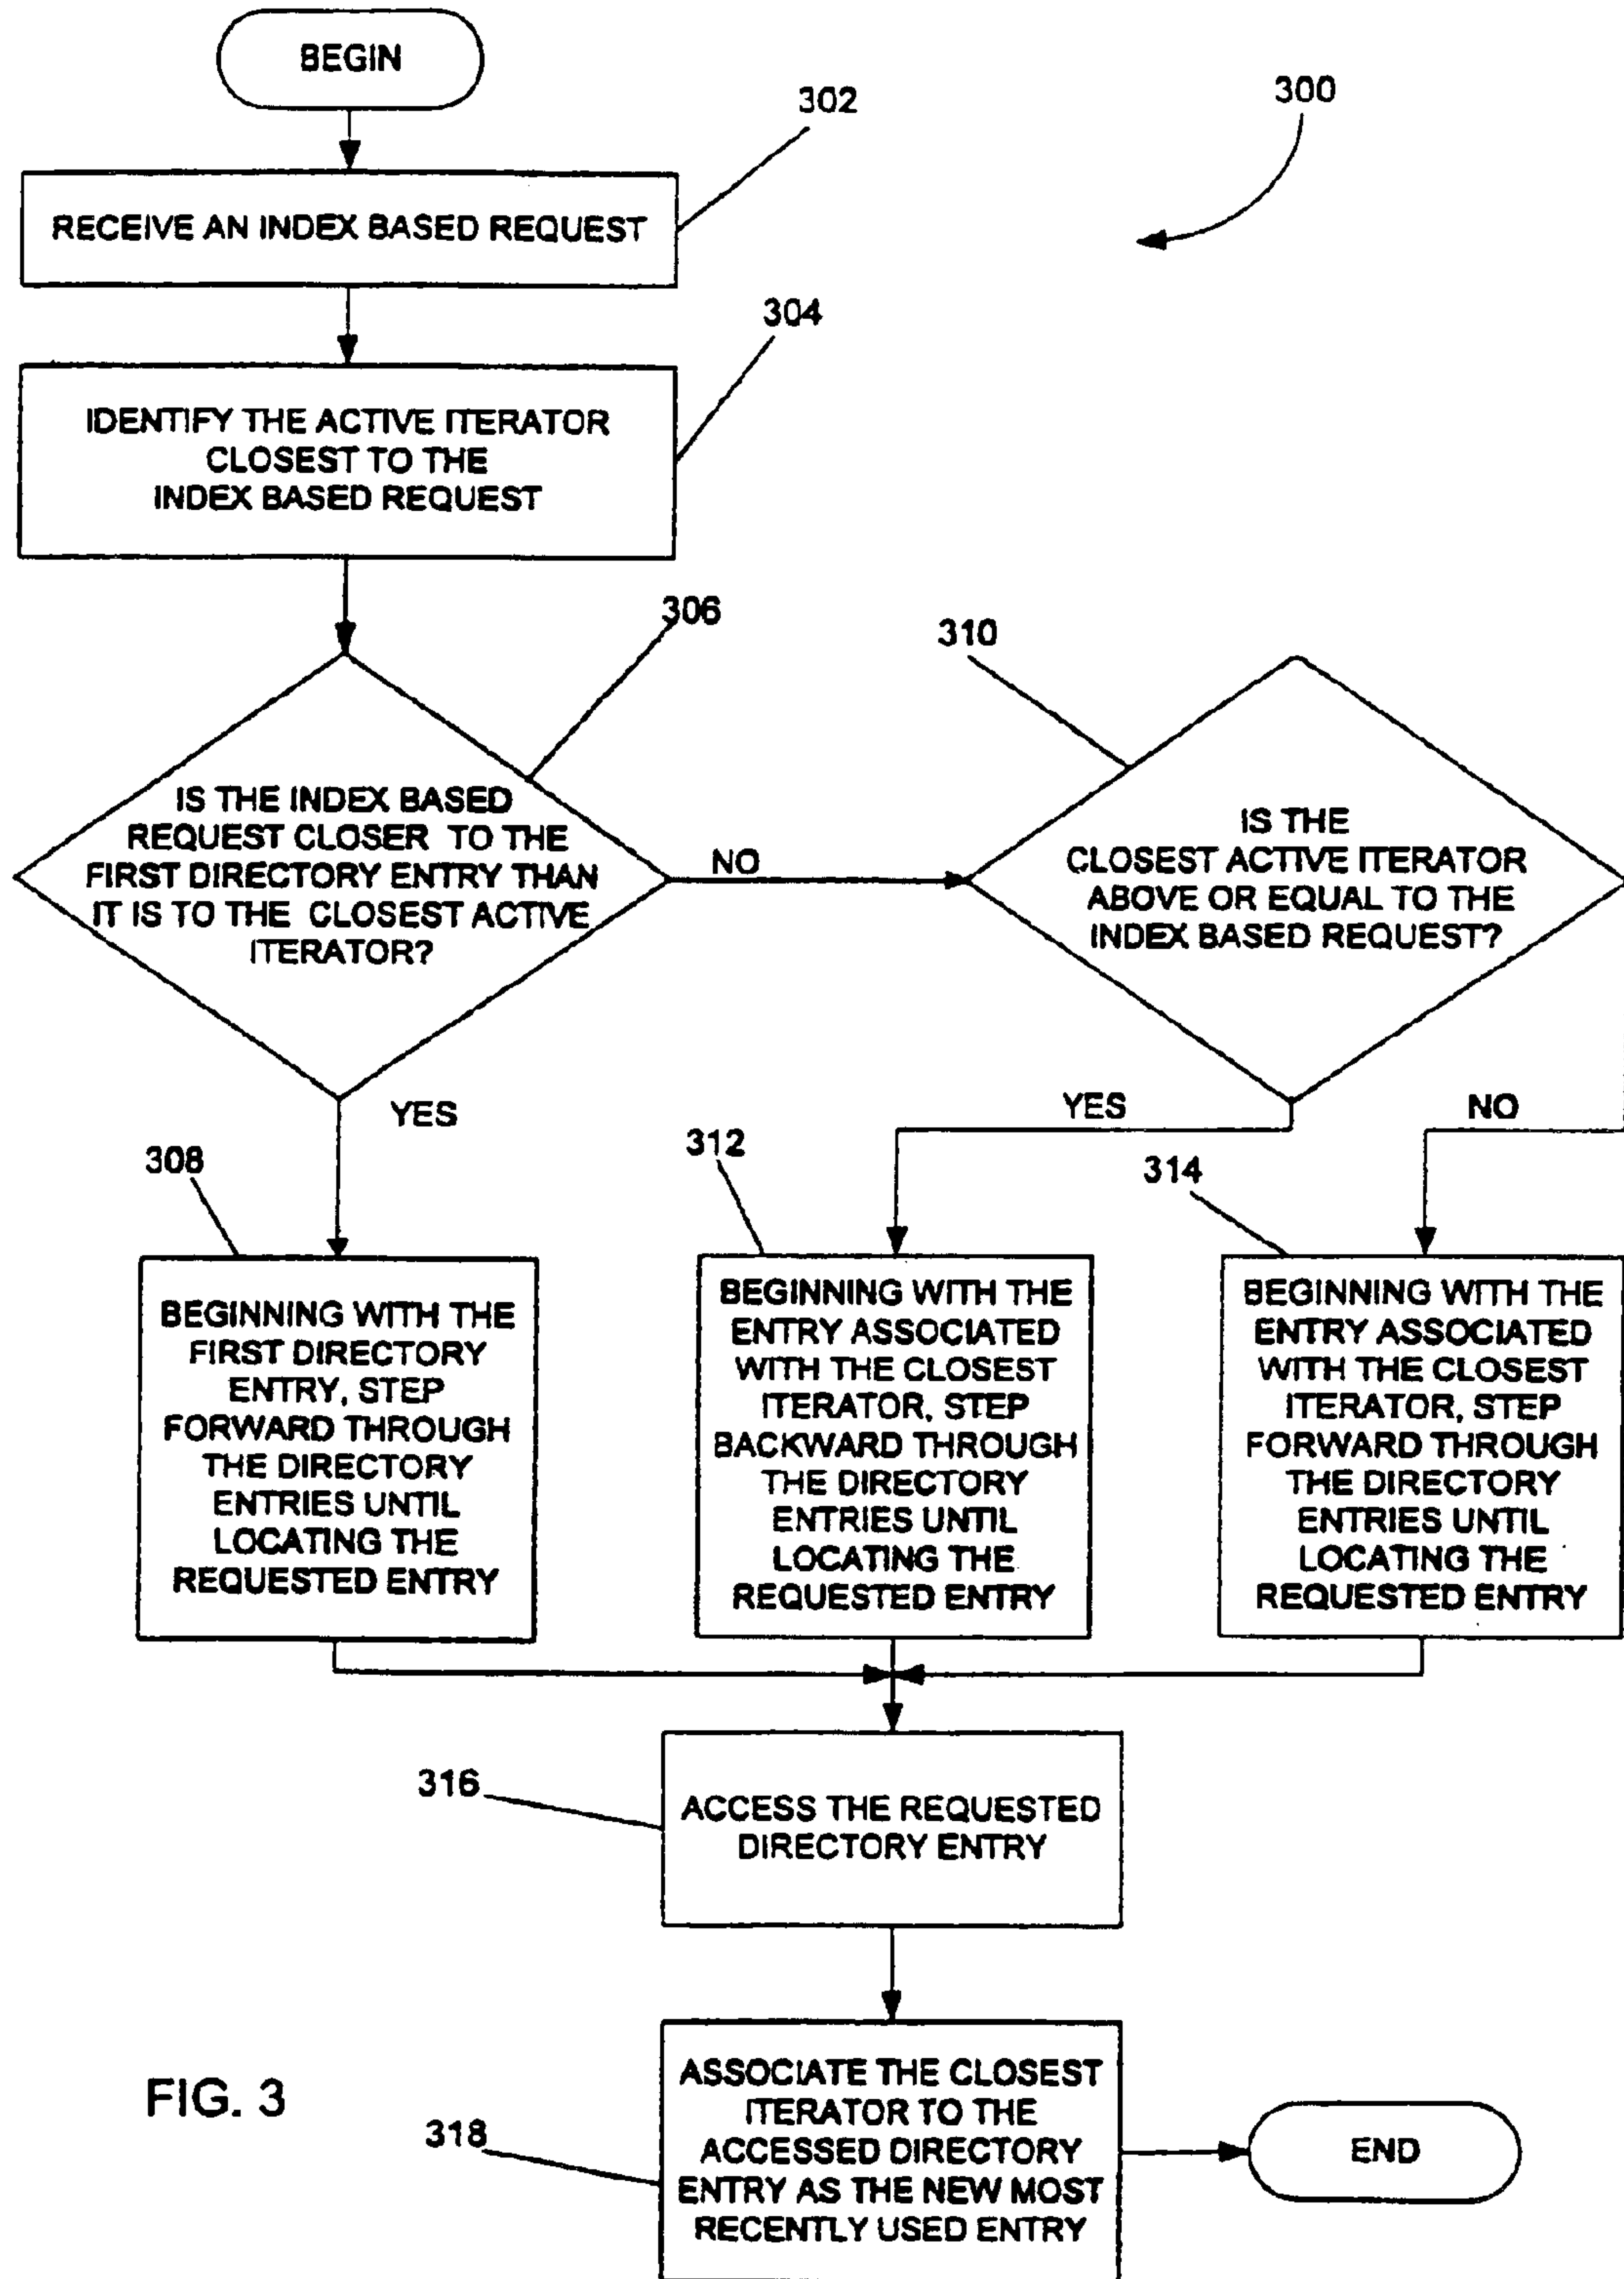 BEGIN
302
300
RECEIVE AN INDEX BASED REQUEST
304
IDENTIFY THE ACTIVE ITERATOR
CLOSEST TO THE
INDEX BASED REQUEST
306
310
IS THE INDEX BASED
REQUEST CLOSER TO THE
FIRST DIRECTORY ENTRY THAN
IT IS TO THE CLOSEST ACTIVE
ITERATOR?
NO
IS THE
CLOSEST ACTIVE ITERATOR
ABOVE OR EQUAL TO THE
INDEX BASED REQUEST?
YES
YES
NO
308
312
314
BEGINNING WITH THE
FIRST DIRECTORY
ENTRY, STEP
FORWARD THROUGH
THE DIRECTORY
ENTRIES UNTIL
LOCATING THE
REQUESTED ENTRY
BEGINNING WITH THE
ENTRY ASSOCIATED
WITH THE CLOSEST
ITERATOR, STEP
BACKWARD THROUGH
THE DIRECTORY
ENTRIES UNTIL
LOCATING THE
REQUESTED ENTRY
BEGINNING WITH THE
ENTRY ASSOCIATED
WITH THE CLOSEST
ITERATOR, STEP
FORWARD THROUGH
THE DIRECTORY
ENTRIES UNTIL
LOCATING THE
REQUESTED ENTRY
316
ACCESS THE REQUESTED
DIRECTORY ENTRY
FIG. 3
318
ASSOCIATE THE CLOSEST
ITERATOR TO THE
ACCESSED DIRECTORY
ENTRY AS THE NEW MOST
RECENTLY USED ENTRY
END